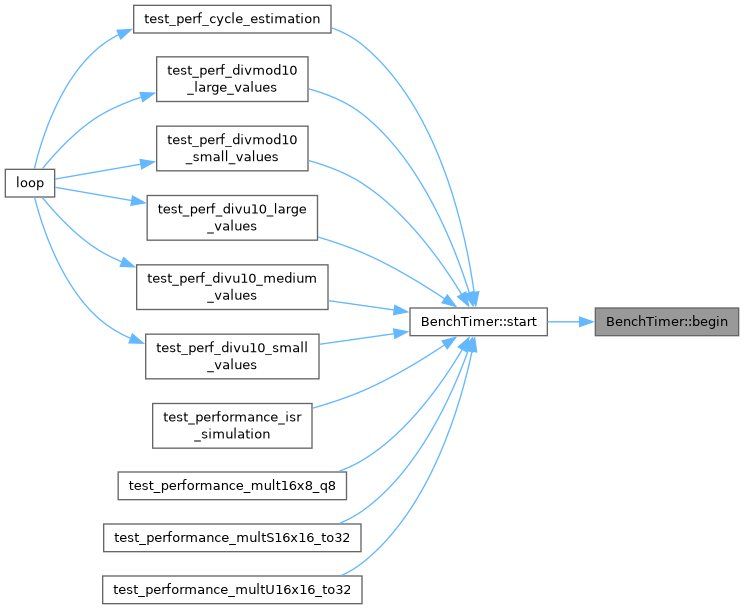 test_perf_cycle_estimation
test_perf_divmod10
_large_values
test_perf_divmod10
_small_values
loop
test_perf_divu10_large
_values
test_perf_divu10_medium
_values
BenchTimer::start
BenchTimer::begin
test_perf_divu10_small
_values
test_performance_isr
_simulation
test_performance_mult16x8_q8
test_performance_multS16x16_to32
test_performance_multU16x16_to32